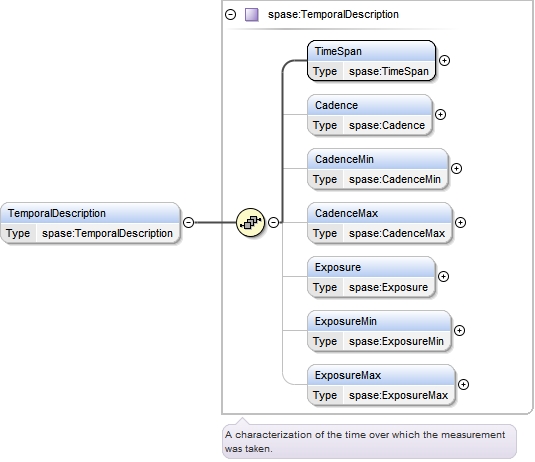 spase:TemporalDescription
TimeSpan
Type spase:TimeSpan
Cadence
Type spase:Cadence
CadenceMin
Type spase:CadenceMin
TemporalDescription
Type spase:TemporalDescription
CadenceMax
Type spase:CadenceMax
Exposure
Type spase:Exposure
ExposureMin
Type spase:ExposureMin
ExposureMax
Type spase:ExposureMax
A characterization of the time over which the measurement
was taken.